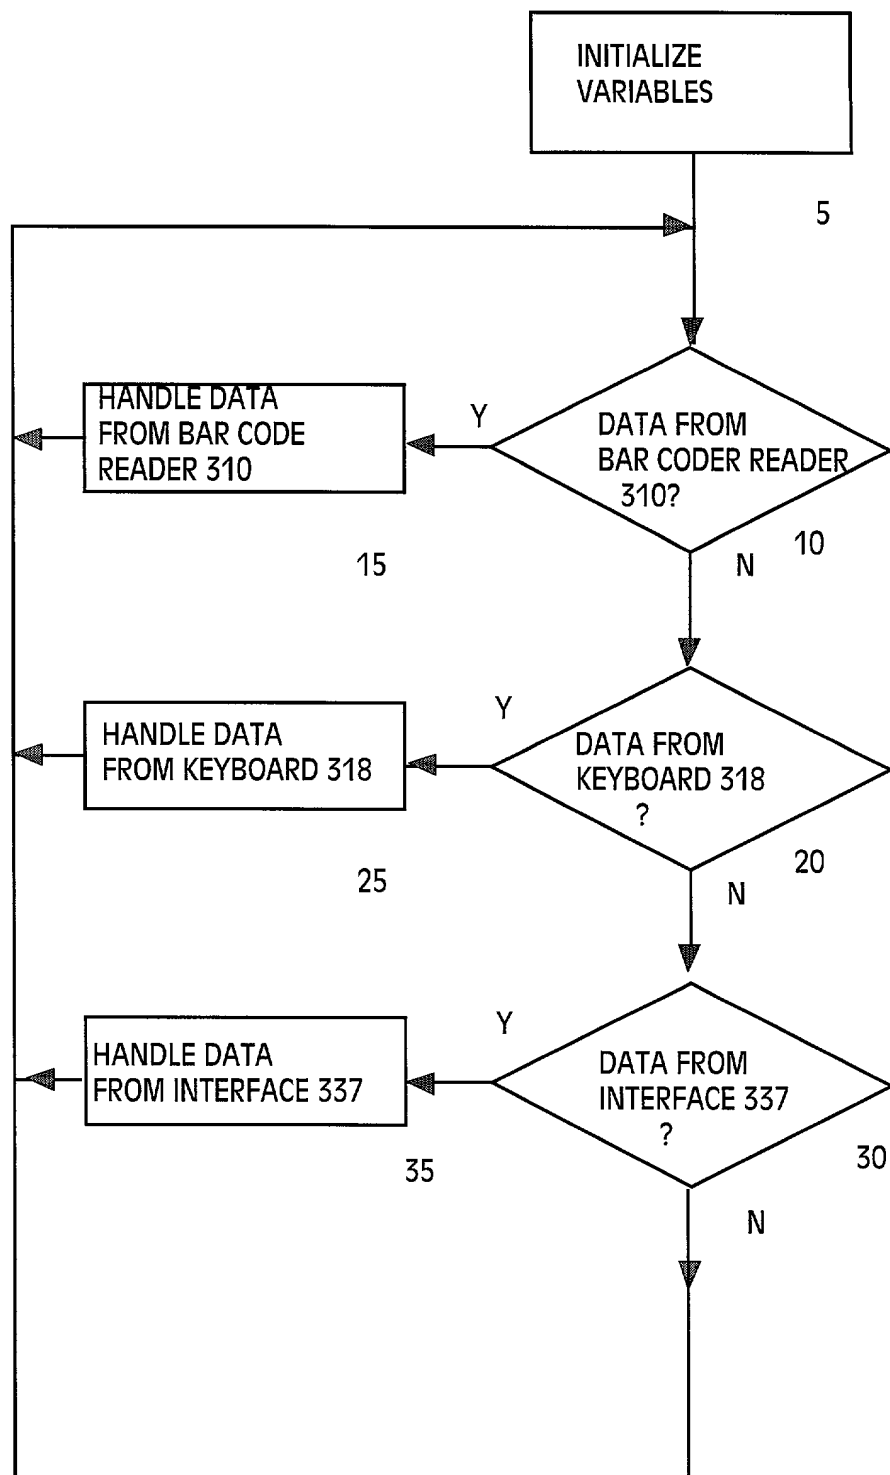 INITIALIZE
VARIABLES
5
HANDLE DATA
FROM BAR CODE
READER 310
Y
DATA FROM
BAR CODER READER
310?
15
N
10
HANDLE DATA
FROM KEYBOARD 318
Y
DATA FROM
KEYBOARD 318
?
25
N
20
HANDLE DATA
FROM INTERFACE 337
Y
DATA FROM
INTERFACE 337
?
35
30
N